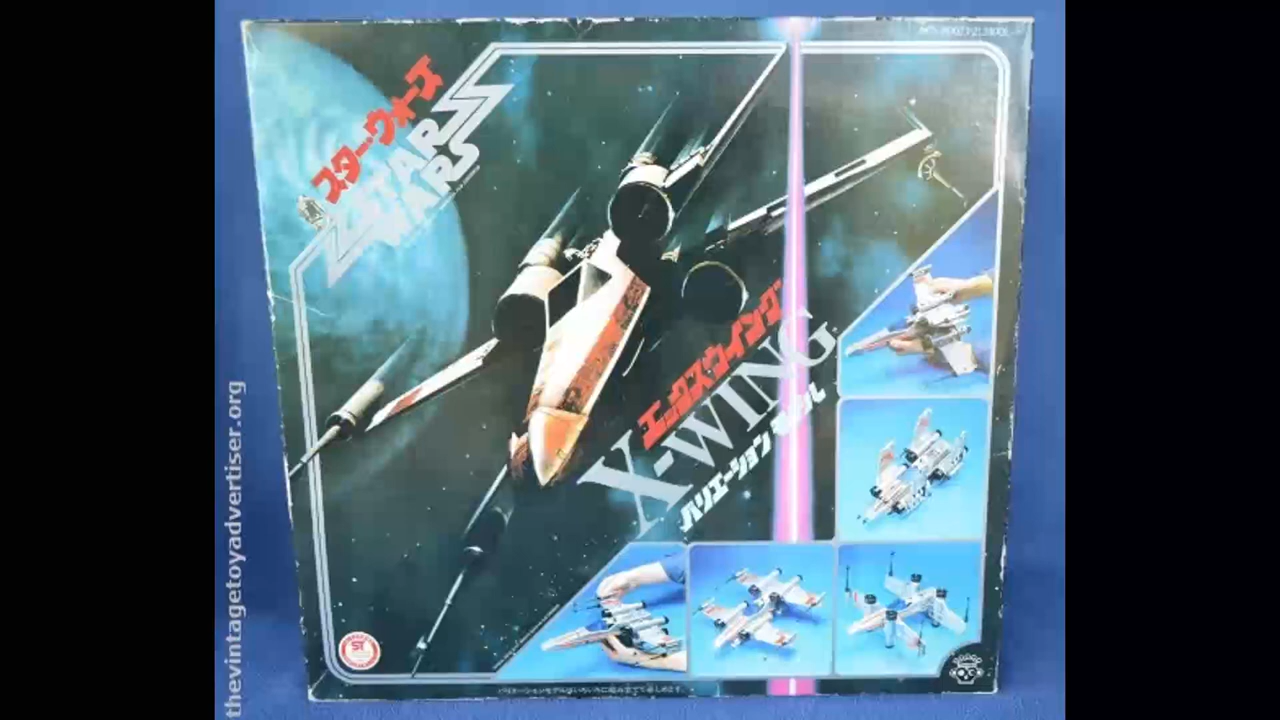 スター・ウォーズ
STAR
WARS
エックスウイング
X-WING
バリエーションモデル
ST
thevintagetoyadvertiser.org